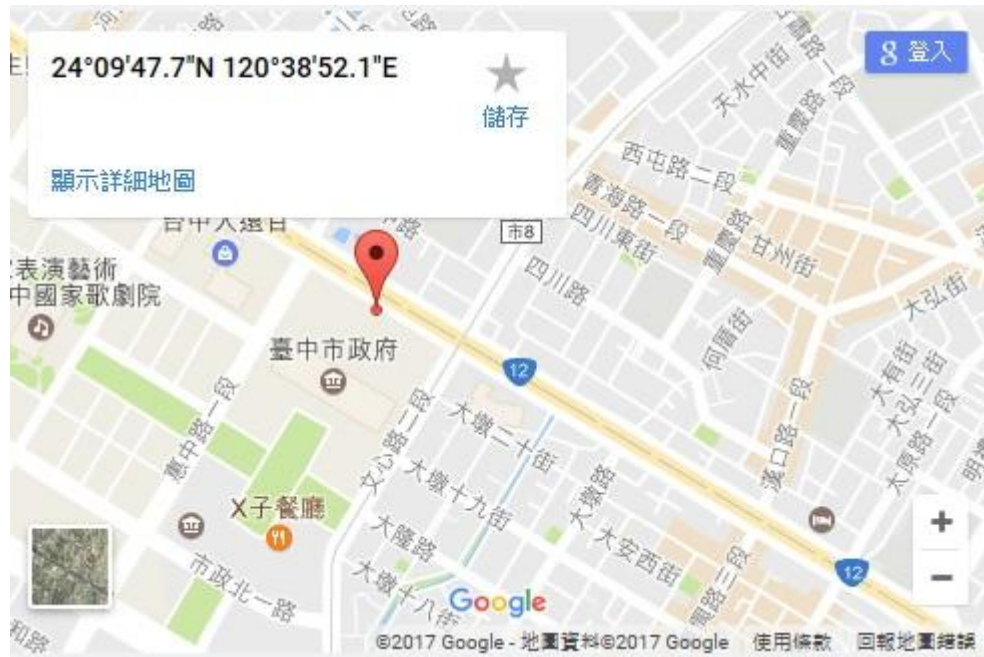 24°09'47.7"N 120°38'52.1"E
儲存
顯示詳細地圖
登入
天水中街
重慶路
西屯路二段
青海路一段
四川東街
重慶路
甘州街
市8
四川路
大弘街
何厝街
表演藝術
中國家歌劇院
臺中市政府
12
大有街
大弘三街
太原路一段
漢口路一段
惠中路一段
文心路二段
大墩二十街
大墩十九街
大墩路
X子餐廳
大隆路
大安西街
市政北一路
大墩十八街
12
Google
©2017 Google - 地圖資料©2017 Google 使用條款 回報地圖錯誤